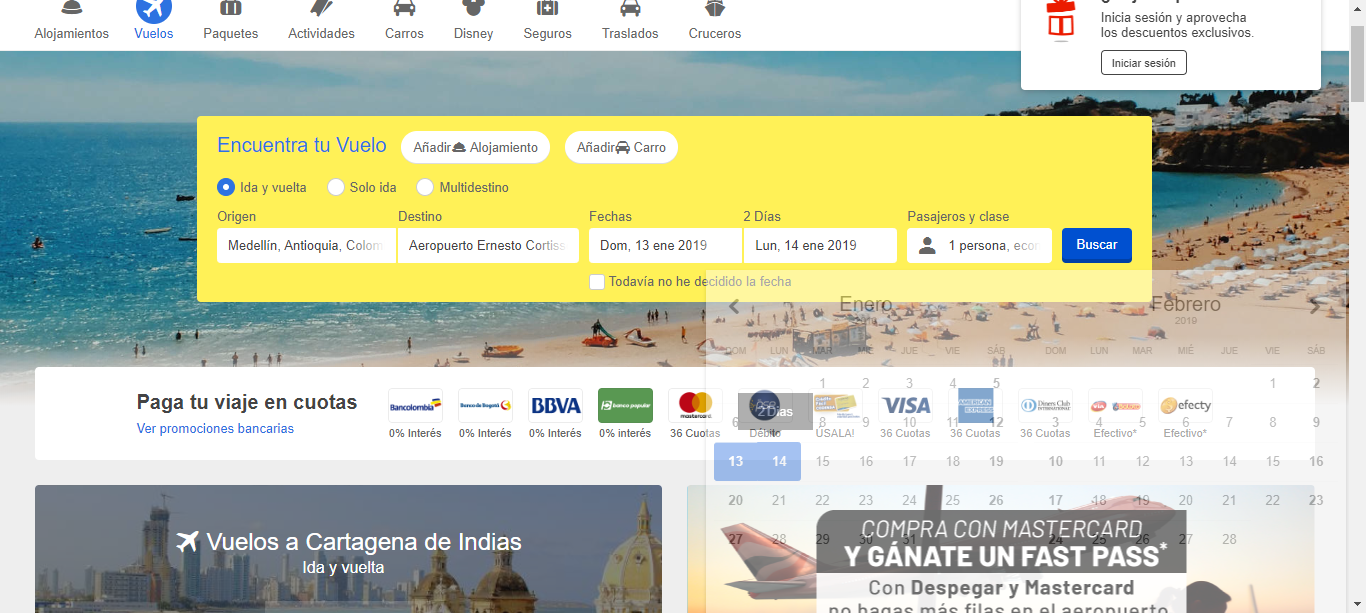 Inicia sesión y aprovecha
los descuentos exclusivos.
Iniciar sesión
Alojamientos Vuelos Paquetes Actividades Carros Disney Seguros Traslados Cruceros
Encuentra tu Vuelo Añadir Alojamiento Añadir Carro
Ida y vuelta Solo ida Multidestino
Origen Destino Fechas 2 Días Pasajeros y clase
Medellín, Antioquia, Colom Aeropuerto Ernesto Cortiss Dom, 13 ene 2019 Lun, 14 ene 2019 1 persona, econ Buscar
Todavía no he decidido la fecha
Enero Febrero
2019
DOM LUN MAR MIÉ JUE VIE SÁB DOM LUN MAR MIÉ JUE VIE SÁB
1 2 3 4 5 1 2
6 8 9 10 11 12 3 4 5 6 7 8 9
2 Días
13 14 15 16 17 18 19 10 11 12 13 14 15 16
20 21 22 23 24 25 26 17 18 19 20 21 22 23
27 28 29 30 31 24 25 26 27 28
Paga tu viaje en cuotas
Ver promociones bancarias
Bancolombia Banco de Bogotá BBVA banco popular mastercard VISA AMERICAN EXPRESS Diners Club INTERNATIONAL via baloto efecty
0% Interés 0% Interés 0% Interés 0% interés 36 Cuotas Débito ÚSALA! 36 Cuotas 36 Cuotas 36 Cuotas Efectivo* Efectivo*
Vuelos a Cartagena de Indias
Ida y vuelta
COMPRA CON MASTERCARD
Y GÁNATE UN FAST PASS*
Con Despegar y Mastercard
no hagas más filas en el aeropuerto